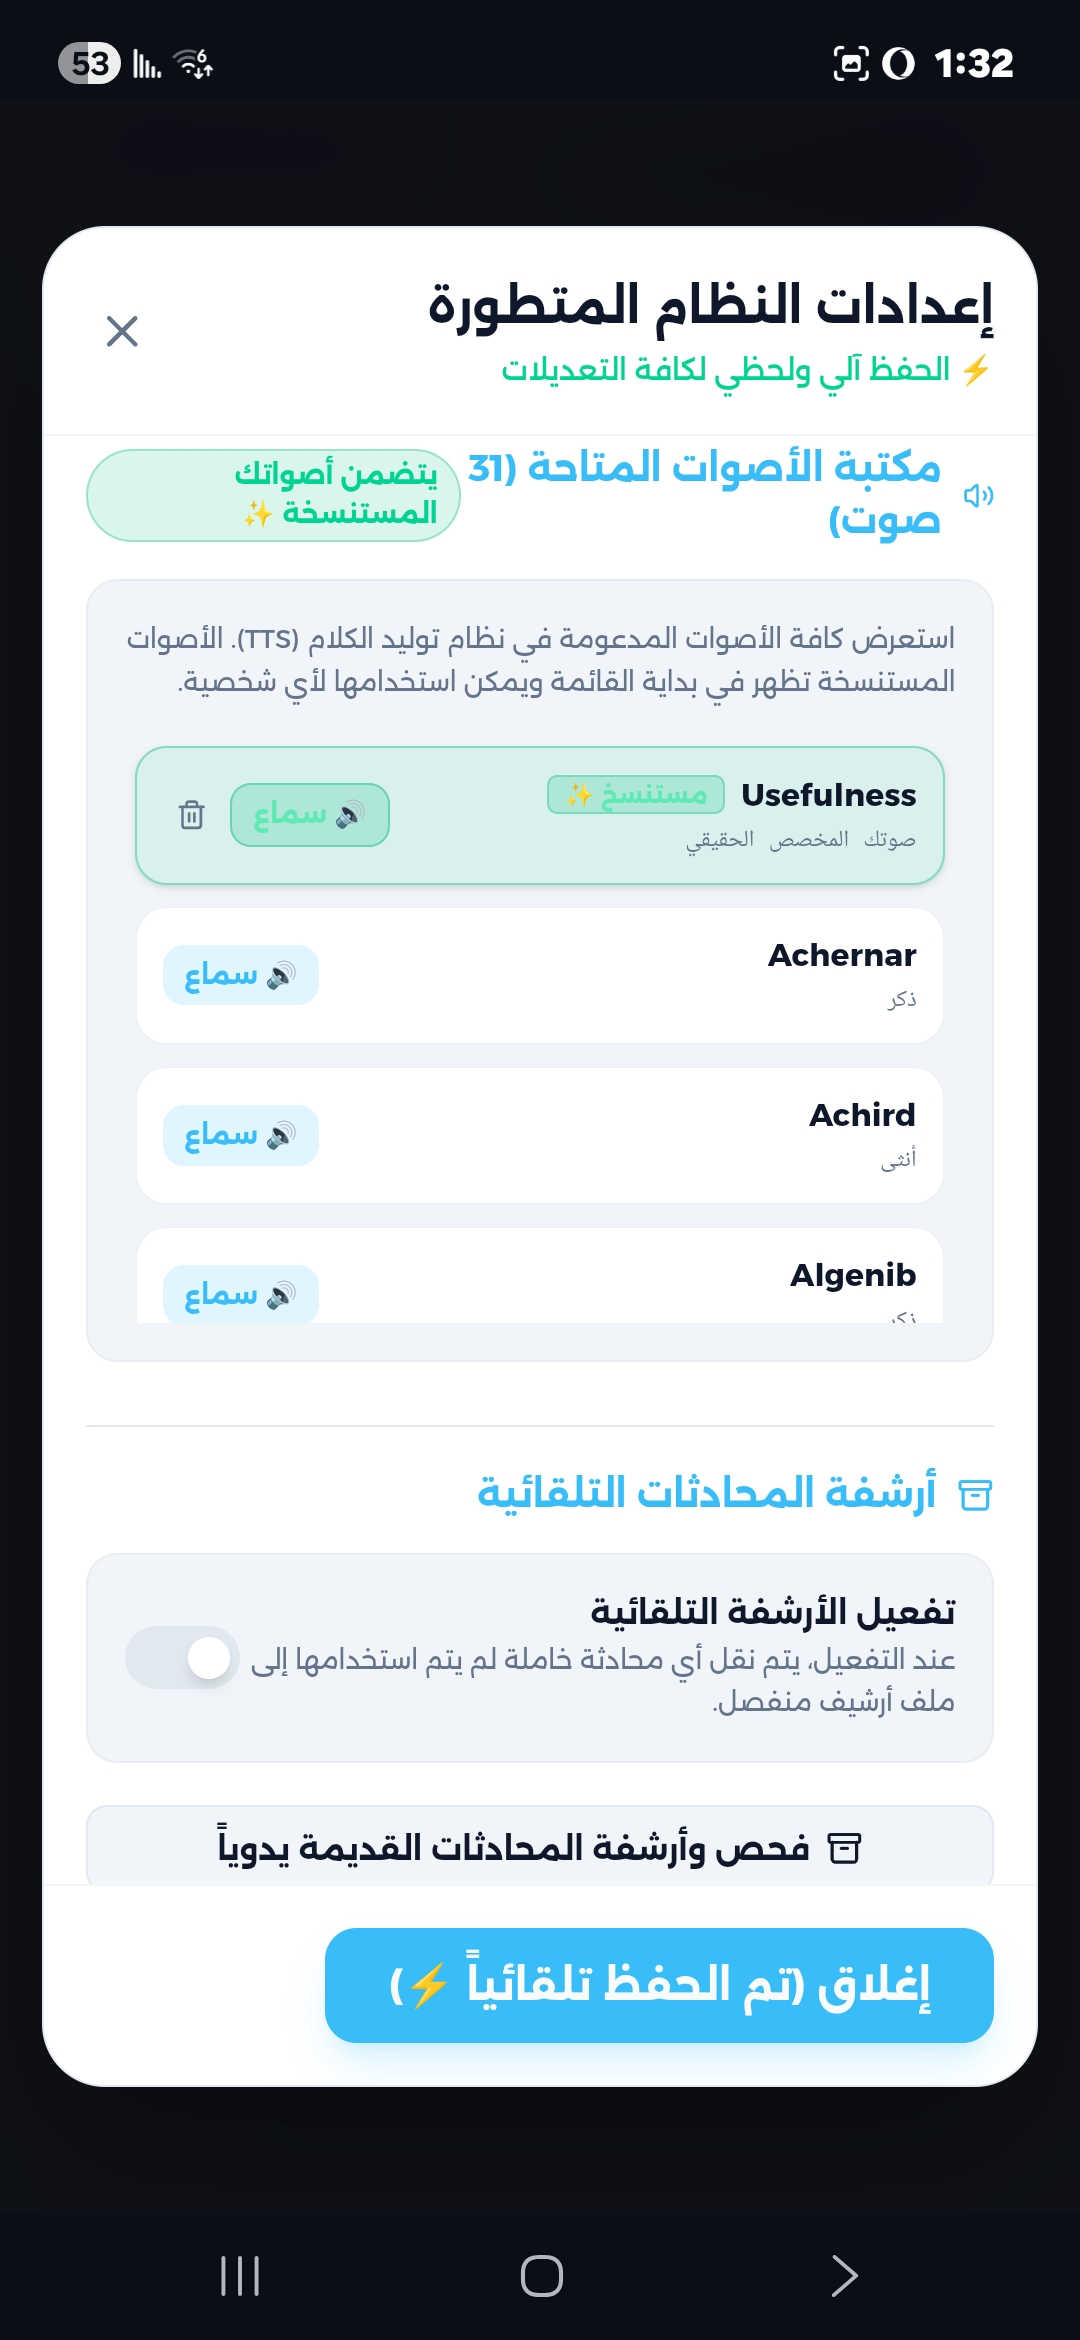 53
6
1:32
إعدادات النظام المتطورة
⚡ الحفظ آلي ولحظي لكافة التعديلات
مكتبة الأصوات المتاحة (31
صوت)
يتضمن أصواتك
المستنسخة ✨
استعرض كافة الأصوات المدعومة في نظام توليد الكلام (TTS). الأصوات
المستنسخة تظهر في بداية القائمة ويمكن استخدامها لأي شخصية.
Usefulness
مستنسخ ✨
صوتك المخصص الحقيقي
🔊 سماع
Achernar
ذكر
🔊 سماع
Achird
أنثى
🔊 سماع
Algenib
ذكر
🔊 سماع
أرشفة المحادثات التلقائية
تفعيل الأرشفة التلقائية
عند التفعيل، يتم نقل أي محادثة خاملة لم يتم استخدامها إلى
ملف أرشيف منفصل.
فحص وأرشفة المحادثات القديمة يدوياً
إغلاق (تم الحفظ تلقائياً ⚡)